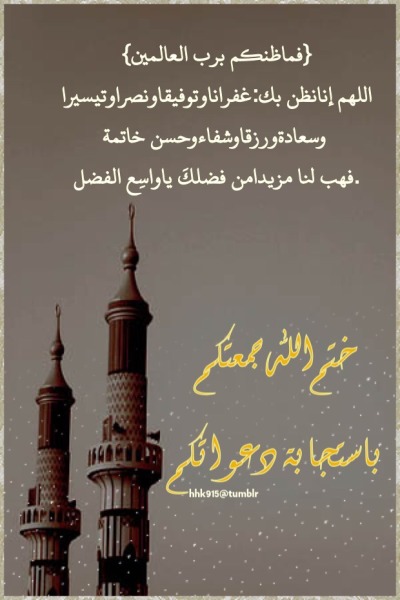 {فماظنكم برب العالمين}
اللهم إنانظن بك:غفراناوتوفيقاونصراوتيسيرا
وسعادةورزقاوشفاءوحسن خاتمة
فهب لنا مزيدامن فضلكَ ياواسِع الفضل.
ختم الله جمعتكم
باستجابة دعواتكم
hhk915@tumblr